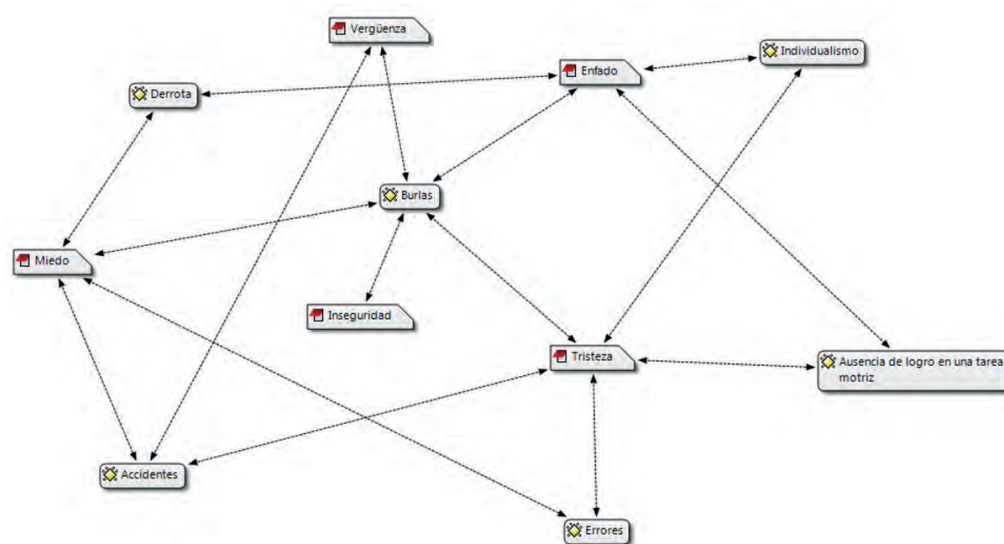 Vergüenza
Individualismo
Enfado
Derrota
Burlas
Miedo
Inseguridad
Tristeza
Ausencia de logro en una tarea
motriz
Accidentes
Errores